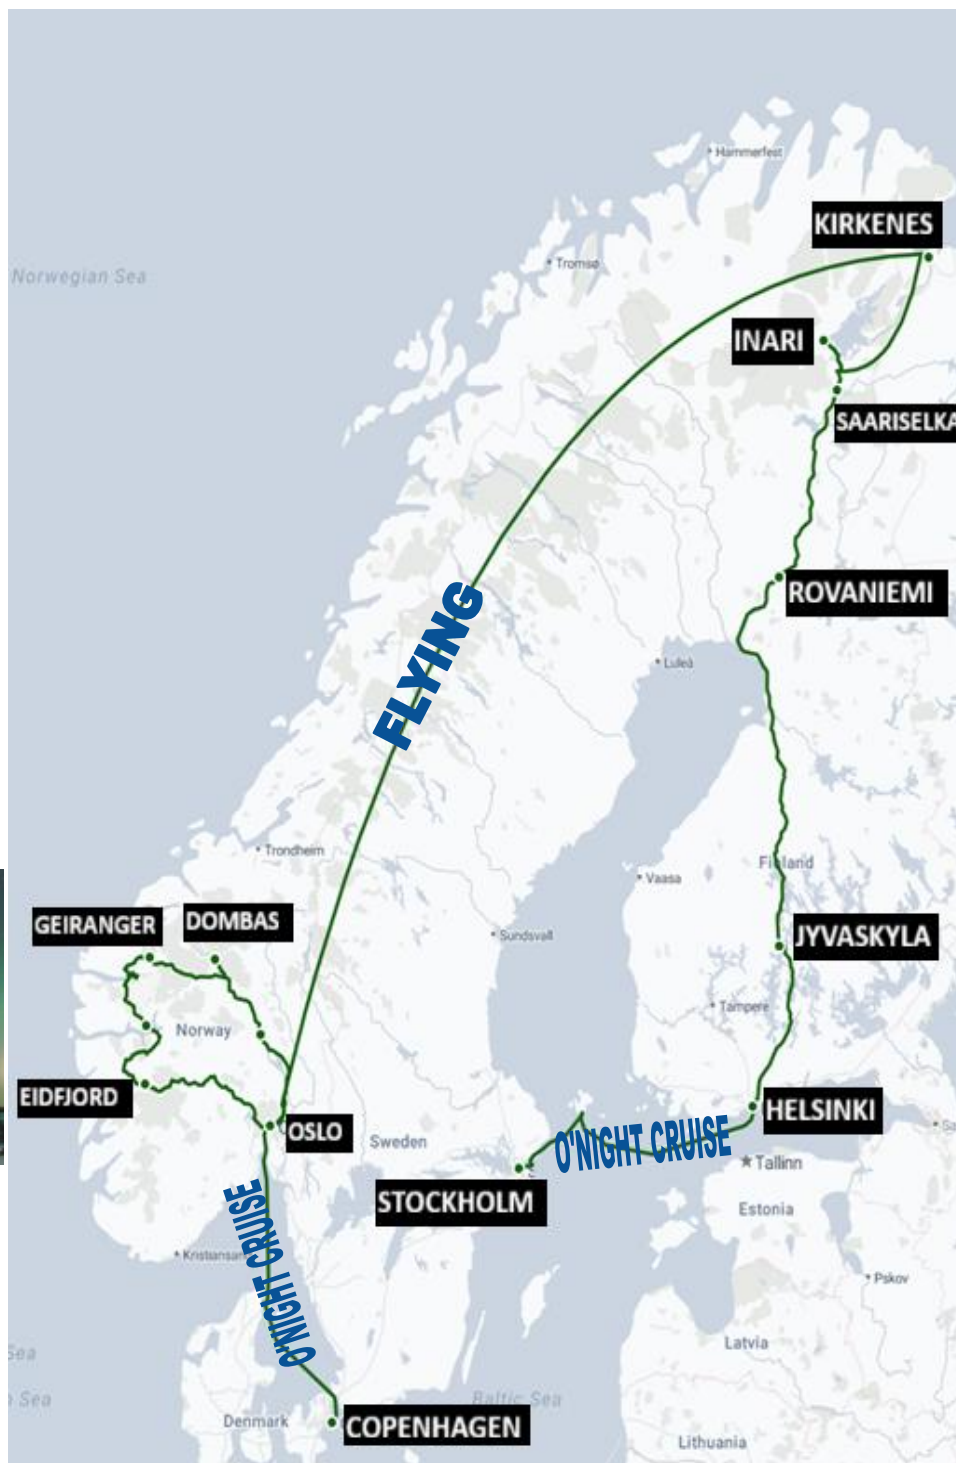 Hammerfest
KIRKENES
Tromsø
Norwegian Sea
INARI
SAARISELKA
FLYING
ROVANIEMI
Luleå
Trondheim
Finland
Vaasa
GEIRANGER
DOMBAS
Sundsvall
JYVASKYLA
Tampere
Norway
EIDFJORD
HELSINKI
OSLO
Sweden
O'NIGHT CRUISE
Tallinn
STOCKHOLM
Estonia
O'NIGHT CRUISE
Pskov
Latvia
Sea
Sea
Baltic Sea
Denmark
COPENHAGEN
Lithuania